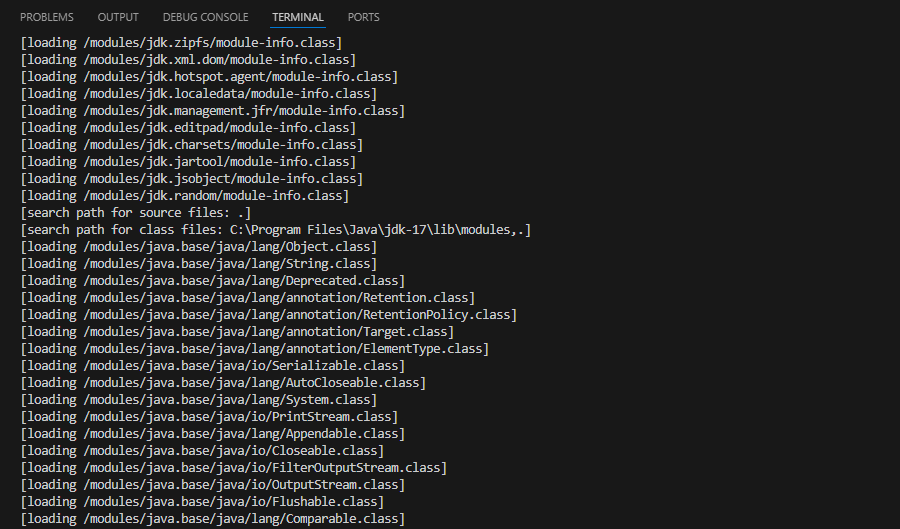 PROBLEMS OUTPUT DEBUG CONSOLE TERMINAL PORTS
[loading /modules/jdk.zipfs/module-info.class]
[loading /modules/jdk.xml.dom/module-info.class]
[loading /modules/jdk.hotspot.agent/module-info.class]
[loading /modules/jdk.localedata/module-info.class]
[loading /modules/jdk.management.jfr/module-info.class]
[loading /modules/jdk.editpad/module-info.class]
[loading /modules/jdk.charsets/module-info.class]
[loading /modules/jdk.jartool/module-info.class]
[loading /modules/jdk.jsobject/module-info.class]
[loading /modules/jdk.random/module-info.class]
[search path for source files: .]
[search path for class files: C:\Program Files\Java\jdk-17\lib\modules,.]
[loading /modules/java.base/java/lang/Object.class]
[loading /modules/java.base/java/lang/String.class]
[loading /modules/java.base/java/lang/Deprecated.class]
[loading /modules/java.base/java/lang/annotation/Retention.class]
[loading /modules/java.base/java/lang/annotation/RetentionPolicy.class]
[loading /modules/java.base/java/lang/annotation/Target.class]
[loading /modules/java.base/java/lang/annotation/ElementType.class]
[loading /modules/java.base/java/io/Serializable.class]
[loading /modules/java.base/java/lang/AutoCloseable.class]
[loading /modules/java.base/java/lang/System.class]
[loading /modules/java.base/java/io/PrintStream.class]
[loading /modules/java.base/java/lang/Appendable.class]
[loading /modules/java.base/java/io/Closeable.class]
[loading /modules/java.base/java/io/FilterOutputStream.class]
[loading /modules/java.base/java/io/OutputStream.class]
[loading /modules/java.base/java/io/Flushable.class]
[loading /modules/java.base/java/lang/Comparable.class]